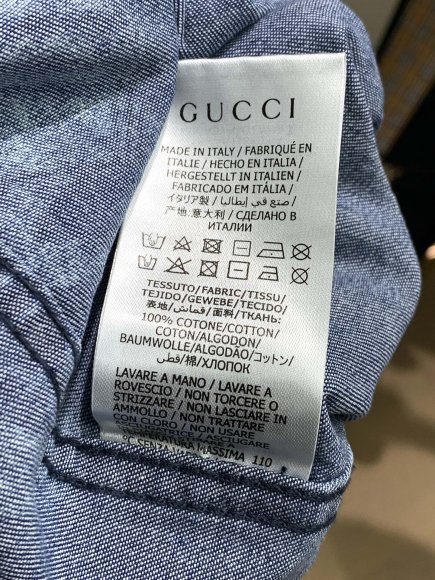 GUCCI
MADE IN ITALY / FABRIQUÉ EN
ITALIE / HECHO EN ITALIA /
HERGESTELLT IN ITALIEN /
FABRICADO EM ITÁLIA /
イタリア製 / صنع في إيطاليا /
产地:意大利 / СДЕЛАНО В
ИТАЛИИ
TESSUTO/FABRIC/TISSU/
TEJIDO/GEWEBE/TECIDO/
表地/قماش/面料/ТКАНЬ:
100% COTONE/COTTON/
COTON/ALGODON/
BAUMWOLLE/ALGODÃO/コットン/
قطن/棉/ХЛОПОК
LAVARE A MANO / LAVARE A
ROVESCIO / NON TORCERE O
STRIZZARE / NON LASCIARE IN
AMMOLLO / NON TRATTARE
CON CLORO / NON USARE
MASSIMA 110